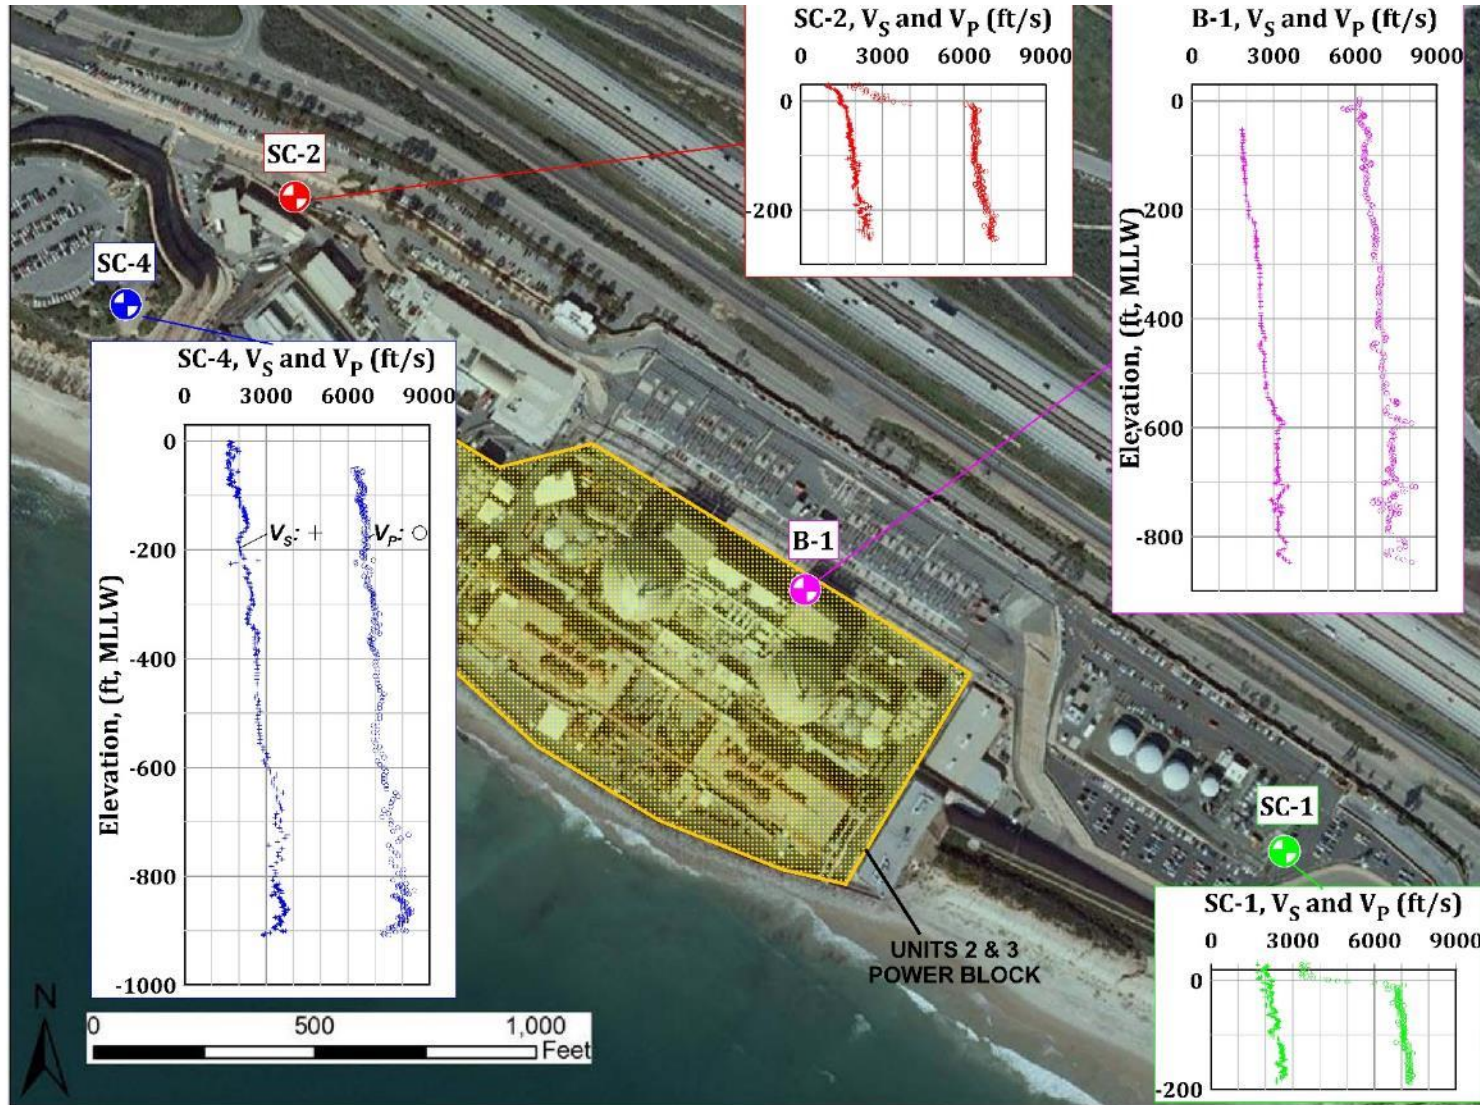 SC-2, VS and VP (ft/s)
0 3000 6000 9000
0
-200
B-1, VS and VP (ft/s)
0 3000 6000 9000
0
-200
-400
-600
-800
Elevation, (ft, MLLW)
SC-2
SC-4
SC-4, VS and VP (ft/s)
0 3000 6000 9000
0
-200
-400
-600
-800
-1000
Elevation, (ft, MLLW)
VS: +
VP: ○
B-1
SC-1
SC-1, VS and VP (ft/s)
0 3000 6000 9000
0
-200
UNITS 2 & 3
POWER BLOCK
N
0 500 1,000
Feet